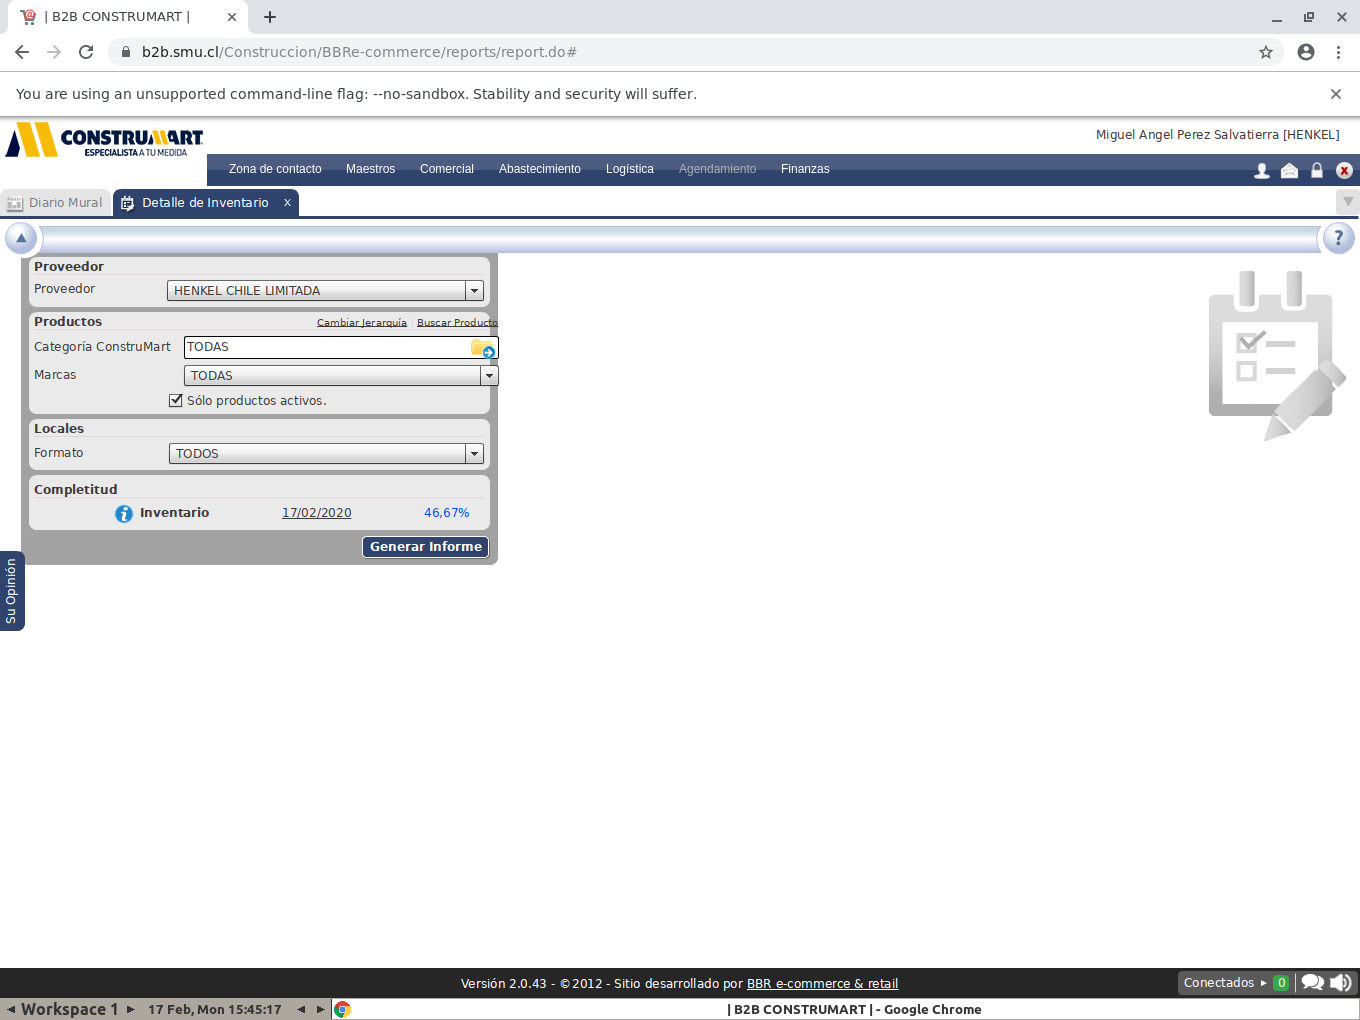 | B2B CONSTRUMART |
b2b.smu.cl/Construccion/BBRe-commerce/reports/report.do#
You are using an unsupported command-line flag: --no-sandbox. Stability and security will suffer.
CONSTRUMART
ESPECIALISTA A TU MEDIDA
Miguel Angel Perez Salvatierra [HENKEL]
Zona de contacto Maestros Comercial Abastecimiento Logística Agendamiento Finanzas
Diario Mural Detalle de Inventario x
?
Proveedor
Proveedor HENKEL CHILE LIMITADA
Productos Cambiar Jerarquía | Buscar Producto
Categoría ConstruMart TODAS
Marcas TODAS
Sólo productos activos.
Locales
Formato TODOS
Completitud
Inventario 17/02/2020 46,67%
Generar Informe
Su Opinión
Versión 2.0.43 - ©2012 - Sitio desarrollado por BBR e-commerce & retail
Conectados 0
Workspace 1 17 Feb, Mon 15:45:17 | B2B CONSTRUMART | - Google Chrome